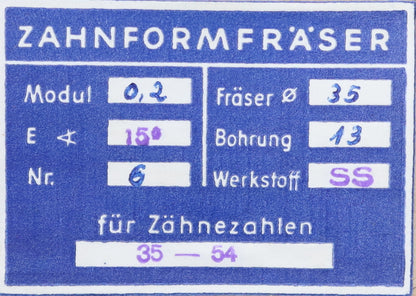 ZAHNFORMFRÄSER
Modul 0,2
E ∢ 15°
Nr. 6
Fräser Ø 35
Bohrung 13
Werkstoff SS
für Zähnezahlen
35 — 54